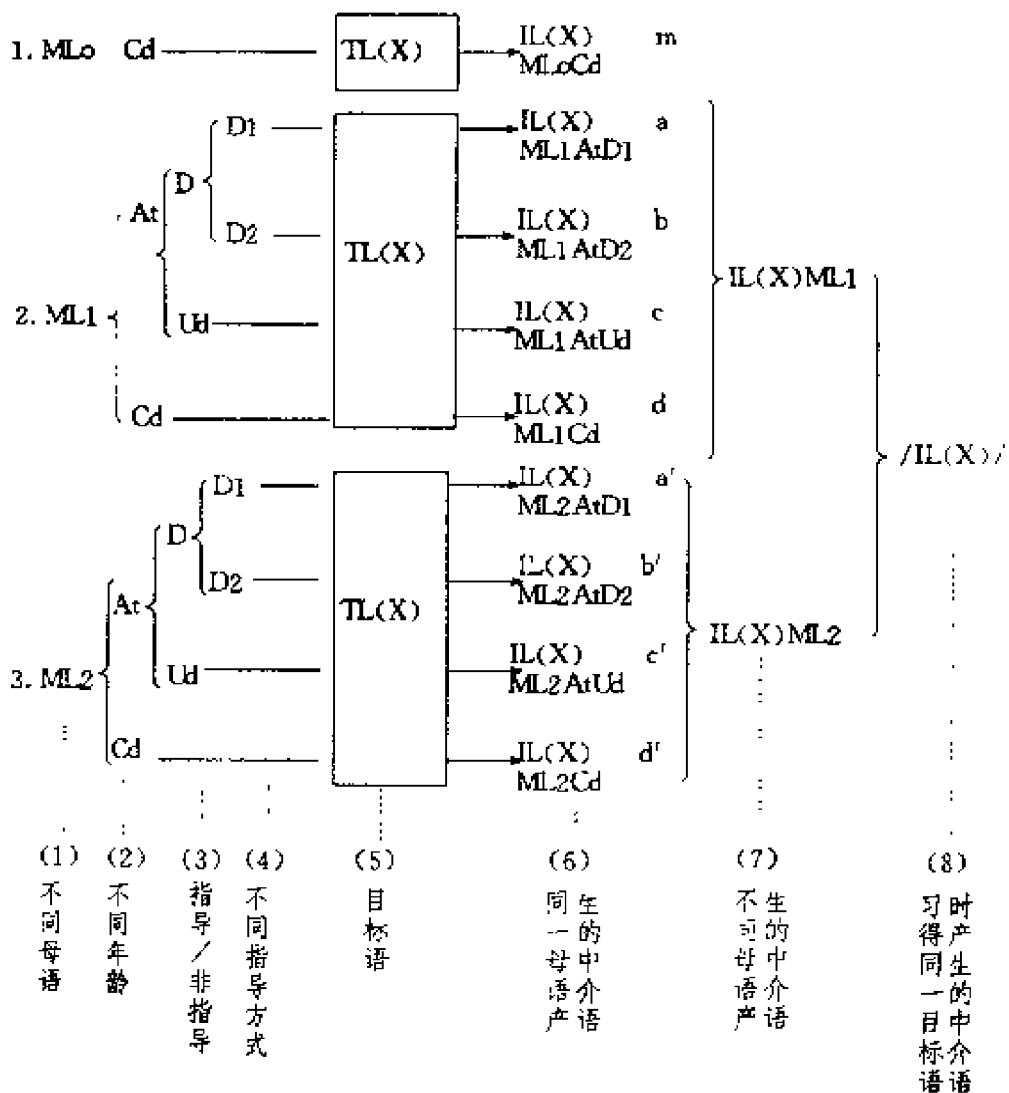 1. MLo Cd TL(X) IL(X) m
MLoCd
D1 IL(X) a
ML1AtD1
D
At
D2 IL(X) b
ML1AtD2
TL(X)
IL(X)ML1
2. ML1 Ud IL(X) c
ML1AtUd
Cd IL(X) d
ML1Cd
/IL(X)/
D1 IL(X) a'
ML2AtD1
D
D2 IL(X) b'
ML2AtD2
At TL(X)
IL(X)ML2
3. ML2 Ud IL(X) c'
ML2AtUd
Cd IL(X) d'
ML2Cd
(1) (2) (3) (4) (5) (6) (7) (8)
不同母语
不同年龄
指导/非指导
不同指导方式
目标语
同一母语产
生的中介语
不同母语产
生的中介语
习得同一目标语
时产生的中介语